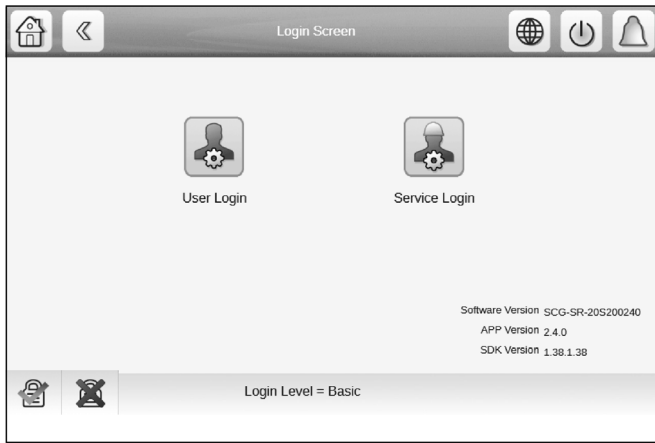 Login Screen
User Login
Service Login
Software Version SCG-SR-20S200240
APP Version 2.4.0
SDK Version 1.38.1.38
Login Level = Basic